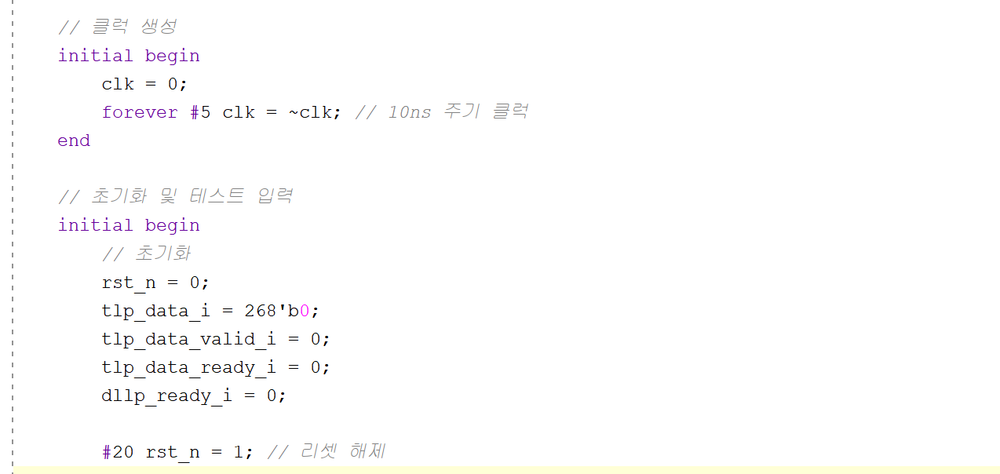 // 클럭 생성
initial begin
clk = 0;
forever #5 clk = ~clk; // 10ns 주기 클럭
end
// 초기화 및 테스트 입력
initial begin
// 초기화
rst_n = 0;
tlp_data_i = 268'b0;
tlp_data_valid_i = 0;
tlp_data_ready_i = 0;
dllp_ready_i = 0;
#20 rst_n = 1; // 리셋 해제